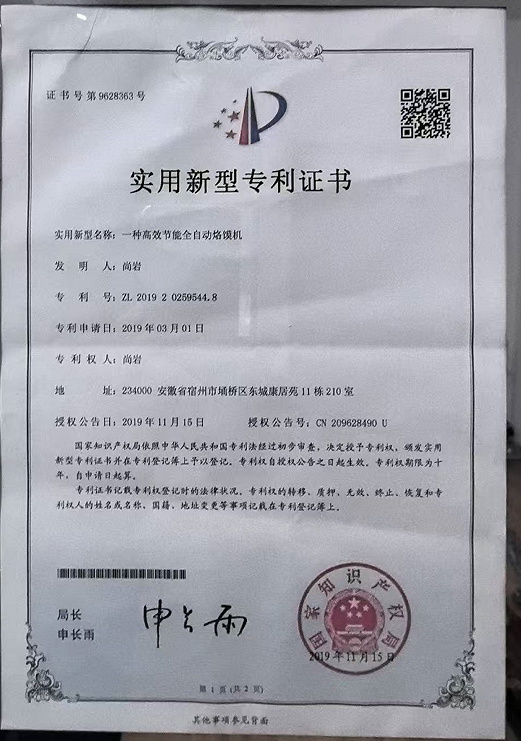 证书号第9628363号
实用新型专利证书
实用新型名称：一种高效节能全自动烙馍机
发明人：尚岩
专利号：ZL 2019 2 0259544.8
专利申请日：2019年03月01日
专利权人：尚岩
地址：234000 安徽省宿州市埇桥区东城康居苑11栋210室
授权公告日：2019年11月15日 授权公告号：CN 209628490 U
国家知识产权局依照中华人民共和国专利法经过初步审查，决定授予专利权，颁发实用
新型专利证书并在专利登记簿上予以登记。专利权自授权公告之日起生效。专利权期限为十
年，自申请日起算。
专利证书记载专利权登记时的法律状况。专利权的转移、质押、无效、终止、恢复和专
利权人的姓名或名称、国籍、地址变更等事项记载在专利登记簿上。
局长
申长雨
申长雨
国家知识产权局
2019年11月15日
第 1 页 (共 2 页)
其他事项参见背面